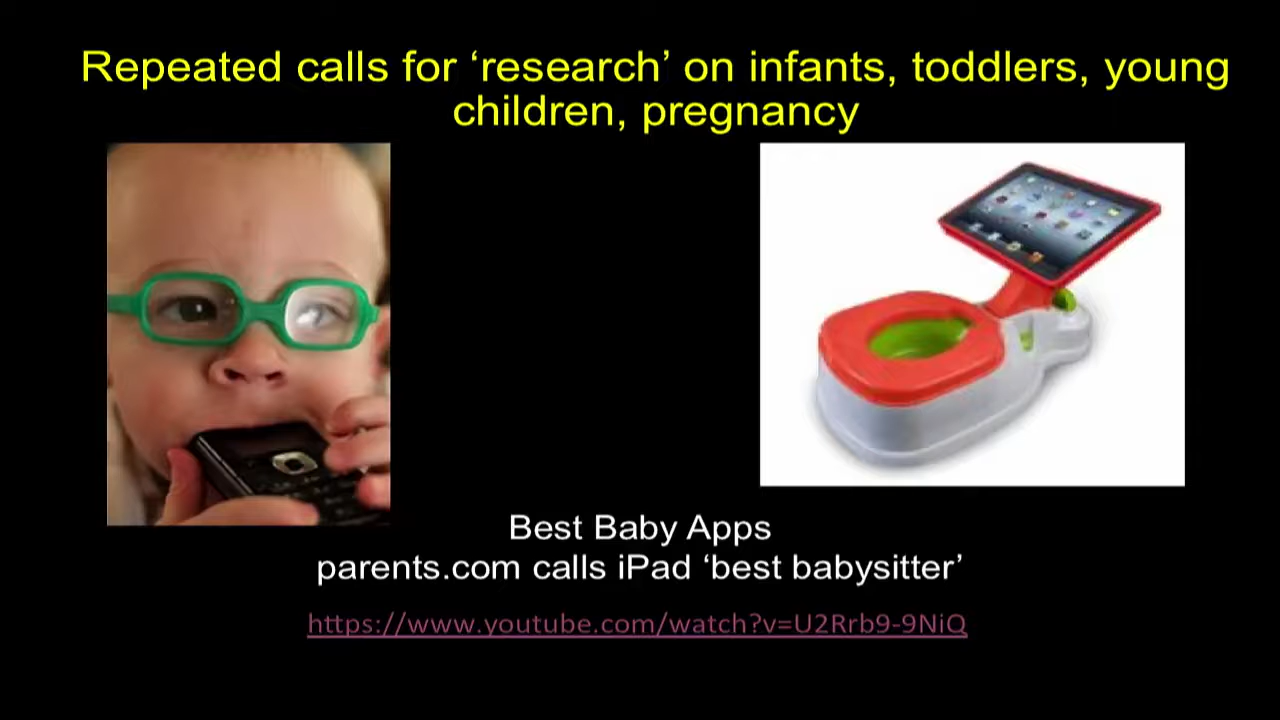 Repeated calls for ‘research’ on infants, toddlers, young
children, pregnancy
Best Baby Apps
parents.com calls iPad ‘best babysitter’
https://www.youtube.com/watch?v=U2Rrb9-9NiQ